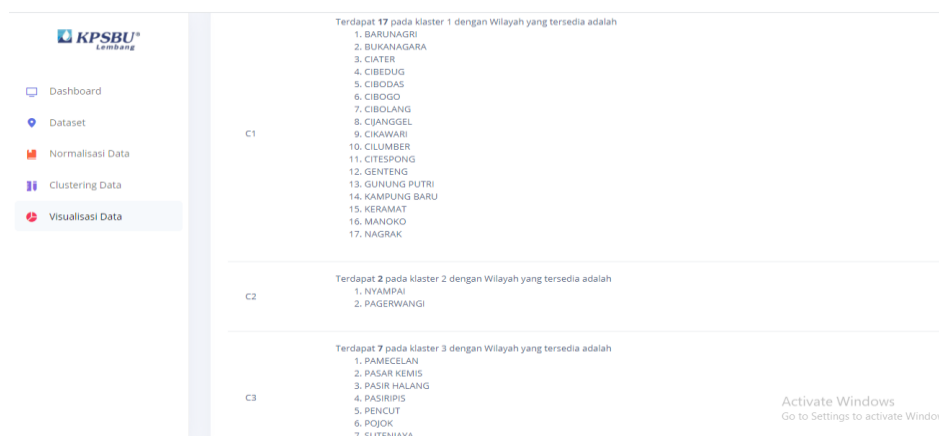 KPSBU®
Lembang
Dashboard
Dataset
Normalisasi Data
Clustering Data
Visualisasi Data
C1
Terdapat 17 pada klaster 1 dengan Wilayah yang tersedia adalah
1. BARUNAGRI
2. BUKANAGARA
3. CIATER
4. CIBEDUG
5. CIBODAS
6. CIBOGO
7. CIBOLANG
8. CIJANGGEL
9. CIKAWARI
10. CILUMBER
11. CITESPONG
12. GENTENG
13. GUNUNG PUTRI
14. KAMPUNG BARU
15. KERAMAT
16. MANOKO
17. NAGRAK
C2
Terdapat 2 pada klaster 2 dengan Wilayah yang tersedia adalah
1. NYAMPAI
2. PAGERWANGI
C3
Terdapat 7 pada klaster 3 dengan Wilayah yang tersedia adalah
1. PAMECELAN
2. PASAR KEMIS
3. PASIR HALANG
4. PASIRIPIS
5. PENCUT
6. POJOK
7. SUTENJAYA
Activate Windows
Go to Settings to activate Windo